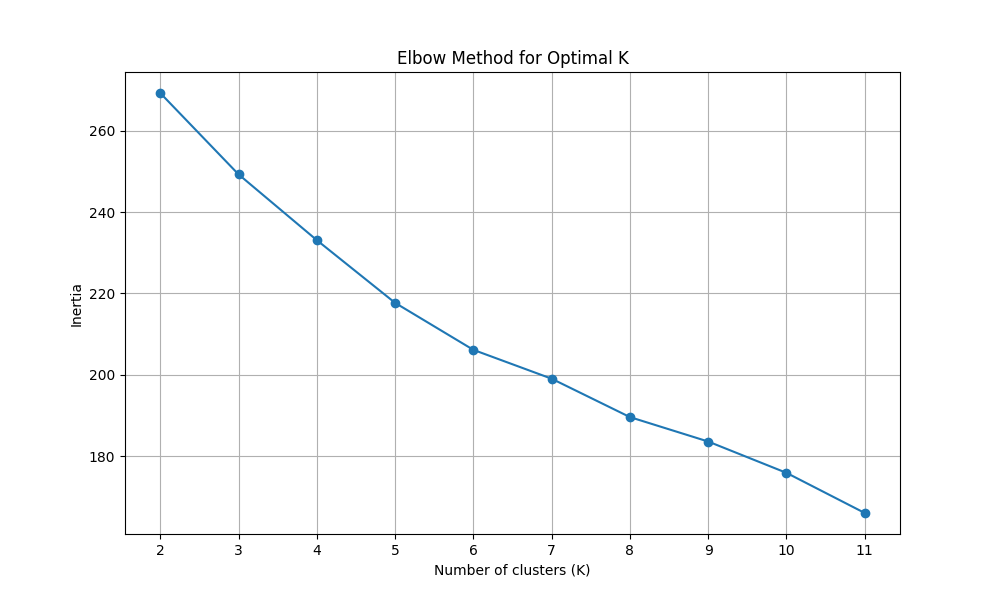 Elbow Method for Optimal K
260
240
220
200
180
Inertia
2 3 4 5 6 7 8 9 10 11
Number of clusters (K)